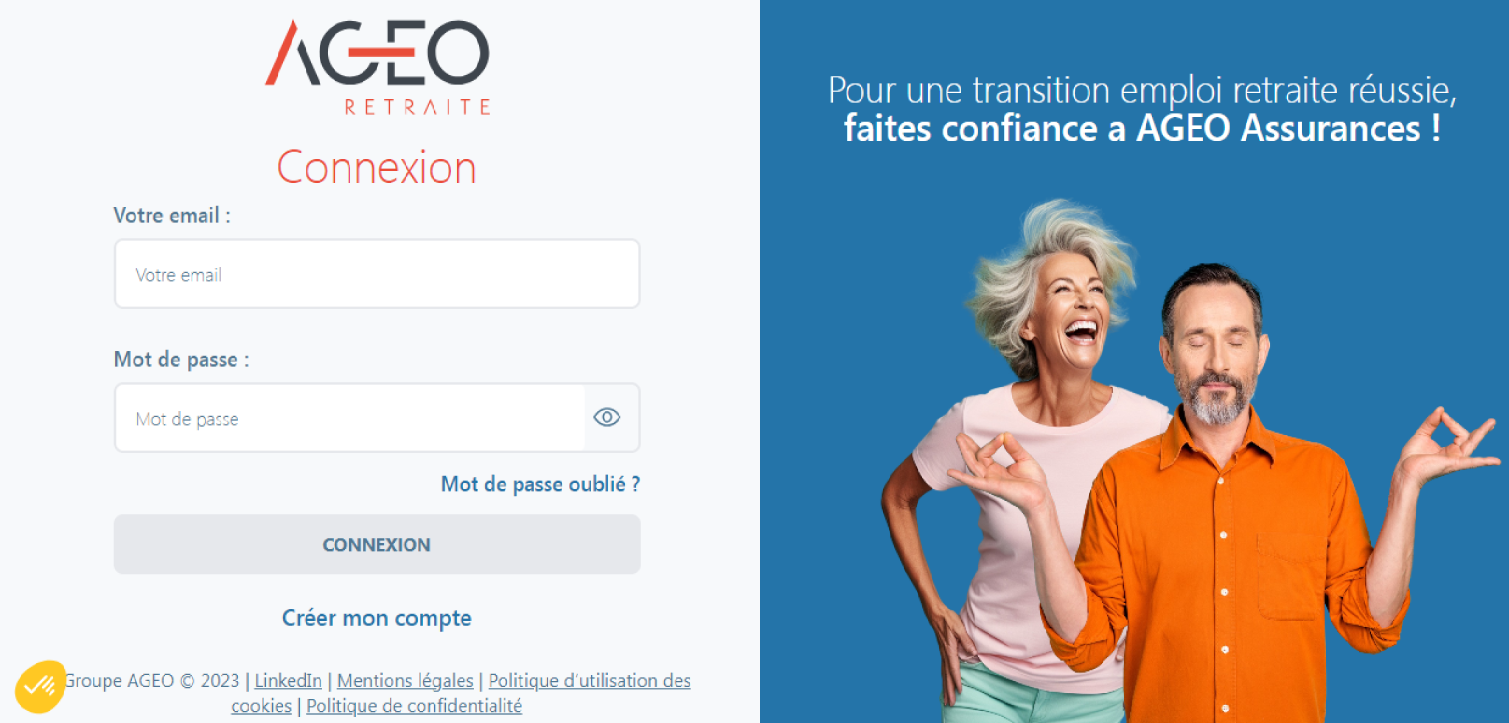 AGEO
RETRAITE
Connexion
Votre email :
Votre email
Mot de passe :
Mot de passe
Mot de passe oublié ?
CONNEXION
Créer mon compte
Groupe AGEO © 2023 | LinkedIn | Mentions légales | Politique d'utilisation des
cookies | Politique de confidentialité
Pour une transition emploi retraite réussie,
faites confiance a AGEO Assurances !